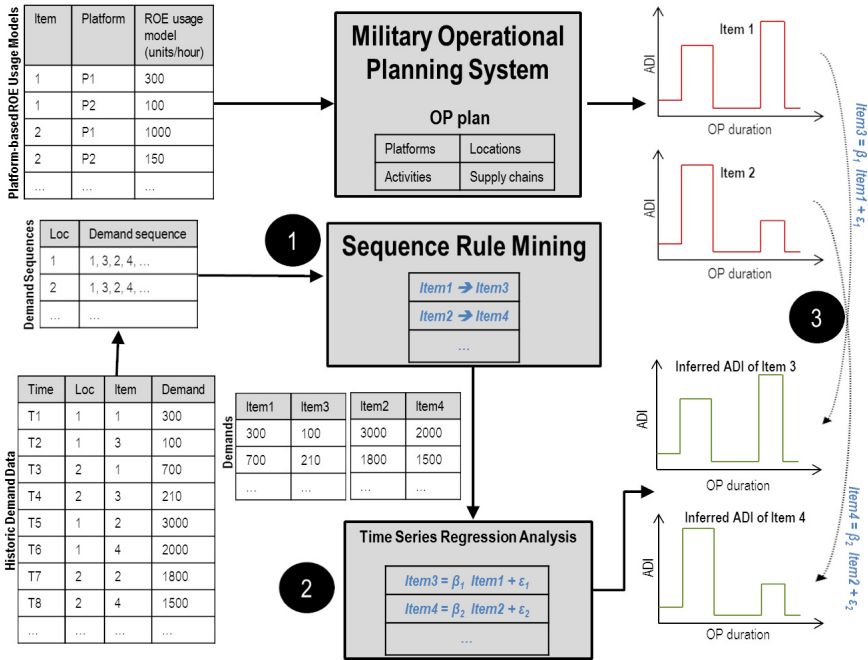 Platform-based ROE Usage Models
Item Platform ROE usage model (units/hour)
1 P1 300
1 P2 100
2 P1 1000
2 P2 150
... ... ...
Military Operational
Planning System
OP plan
Platforms Locations
Activities Supply chains
ADI
Item 1
OP duration
ADI
Item 2
OP duration
Item3 = β1 Item1 + ε1
Demand Sequences
Loc Demand sequence
1 1, 3, 2, 4, ...
2 1, 3, 2, 4, ...
... ...
1
Sequence Rule Mining
Item1 → Item3
Item2 → Item4
...
3
Historic Demand Data
Time Loc Item Demand
T1 1 1 300
T2 1 3 100
T3 2 1 700
T4 2 3 210
T5 1 2 3000
T6 1 4 2000
T7 2 2 1800
T8 2 4 1500
... ... ... ...
Demands
Item1 Item3 Item2 Item4
300 100 3000 2000
700 210 1800 1500
... ... ... ...
2
Time Series Regression Analysis
Item3 = β1 Item1 + ε1
Item4 = β2 Item2 + ε2
...
Inferred ADI of Item 3
ADI
OP duration
Inferred ADI of Item 4
ADI
OP duration
Item4 = β2 Item2 + ε2